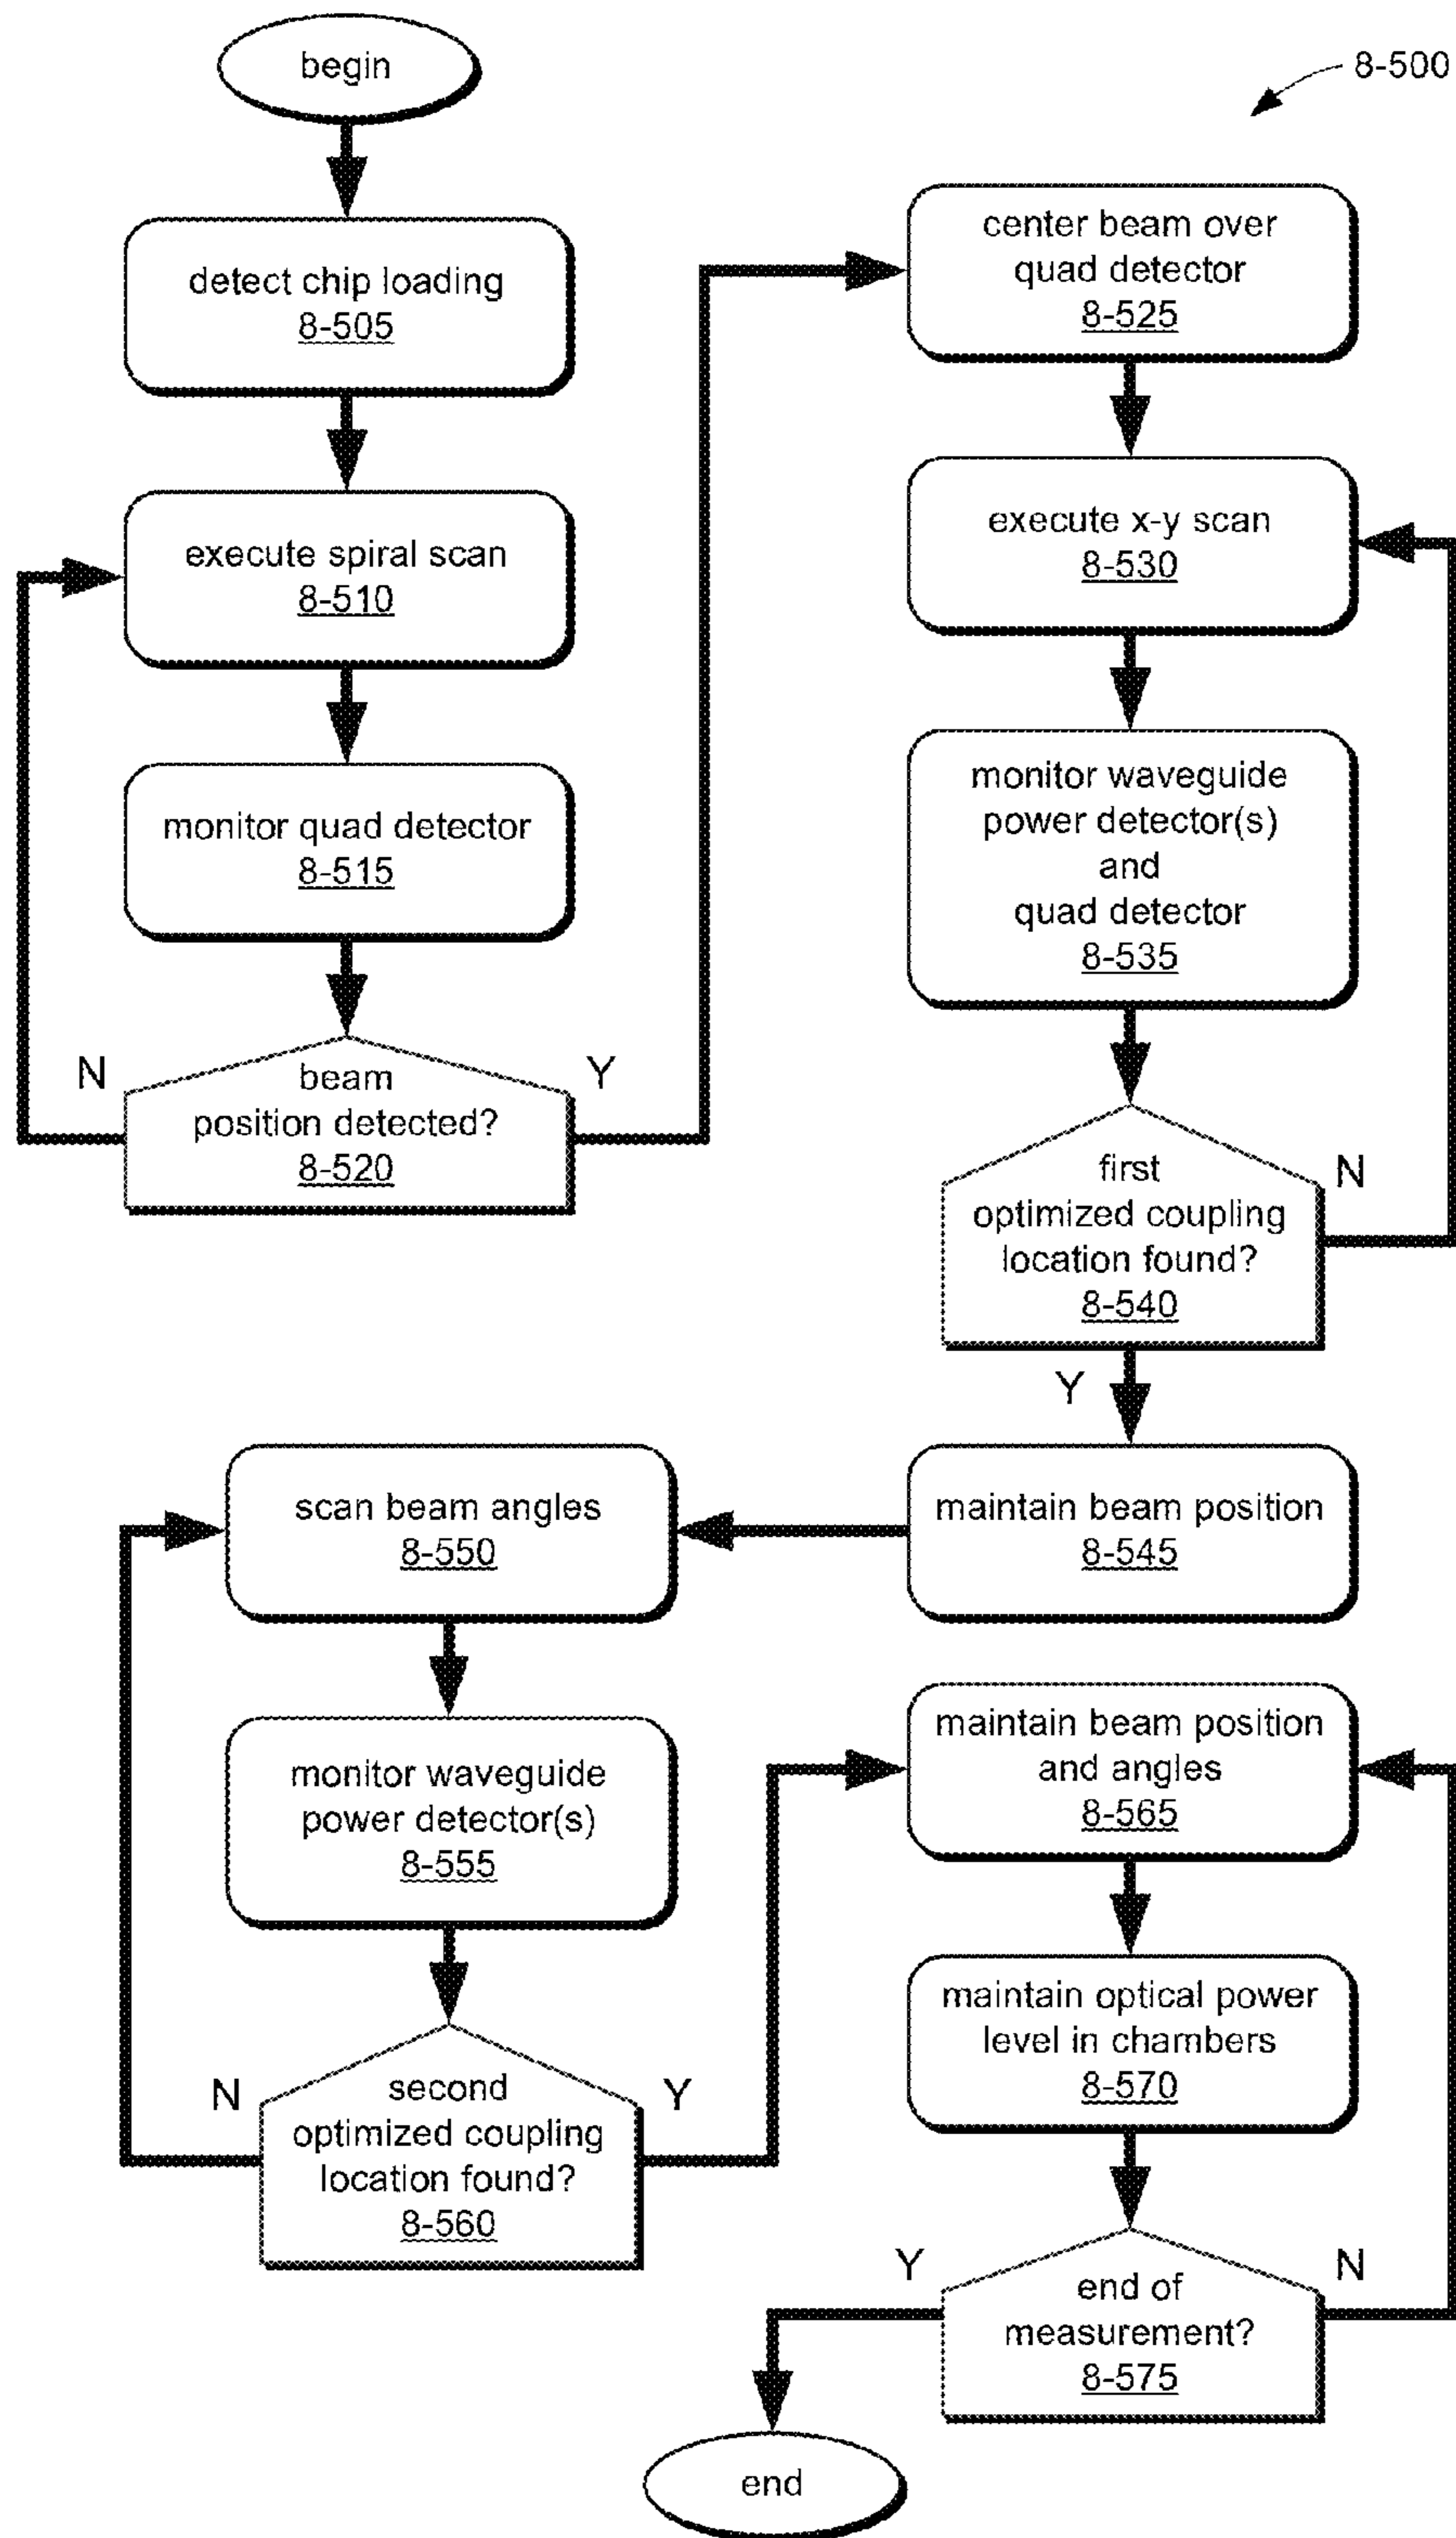 begin
8-500
detect chip loading
8-505
execute spiral scan
8-510
monitor quad detector
8-515
N
Y
beam
position detected?
8-520
center beam over
quad detector
8-525
execute x-y scan
8-530
monitor waveguide
power detector(s)
and
quad detector
8-535
first
optimized coupling
location found?
8-540
N
Y
maintain beam position
8-545
scan beam angles
8-550
monitor waveguide
power detector(s)
8-555
N
Y
second
optimized coupling
location found?
8-560
maintain beam position
and angles
8-565
maintain optical power
level in chambers
8-570
Y
N
end of
measurement?
8-575
end